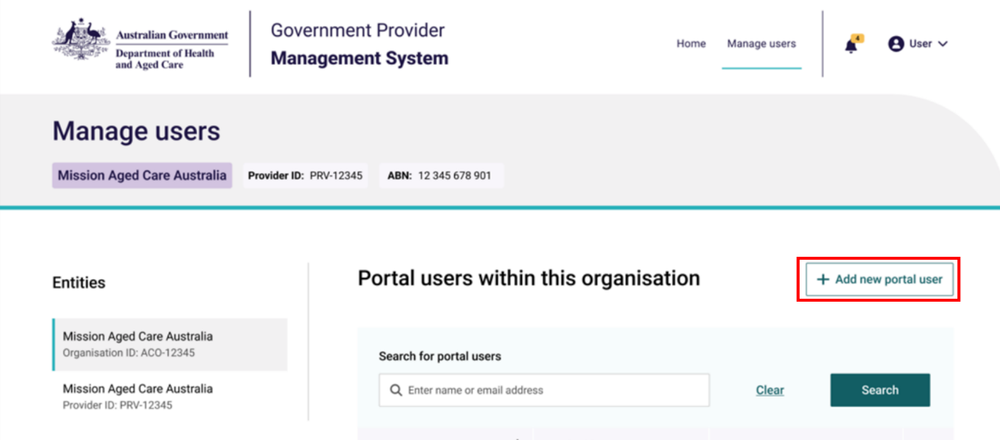 Australian Government
Department of Health
and Aged Care
Government Provider
Management System
Home
Manage users
4
User
Manage users
Mission Aged Care Australia
Provider ID: PRV-12345
ABN: 12 345 678 901
Entities
Mission Aged Care Australia
Organisation ID: ACO-12345
Mission Aged Care Australia
Provider ID: PRV-12345
Portal users within this organisation
+ Add new portal user
Search for portal users
Enter name or email address
Clear
Search